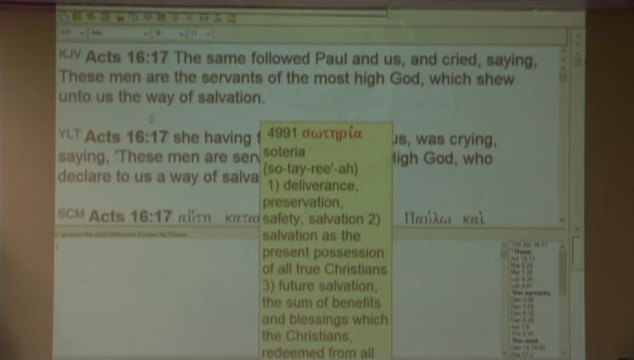 KJV Acts 16:17 The same followed Paul and us, and cried, saying,
These men are the servants of the most high God, which shew
unto us the way of salvation.
YLT Acts 16:17 she having us, was crying,
saying, 'These men are High God, who
declare to us a way
SCM Acts 16:17 αὕτη Παύλῳ καὶ
4991 σωτηρία
soteria
{so-tay-ree'-ah}
1) deliverance,
preservation,
safety, salvation 2)
salvation as the
present possession
of all true Christians
3) future salvation,
the sum of benefits
and blessings which
the Christians,
redeemed from all